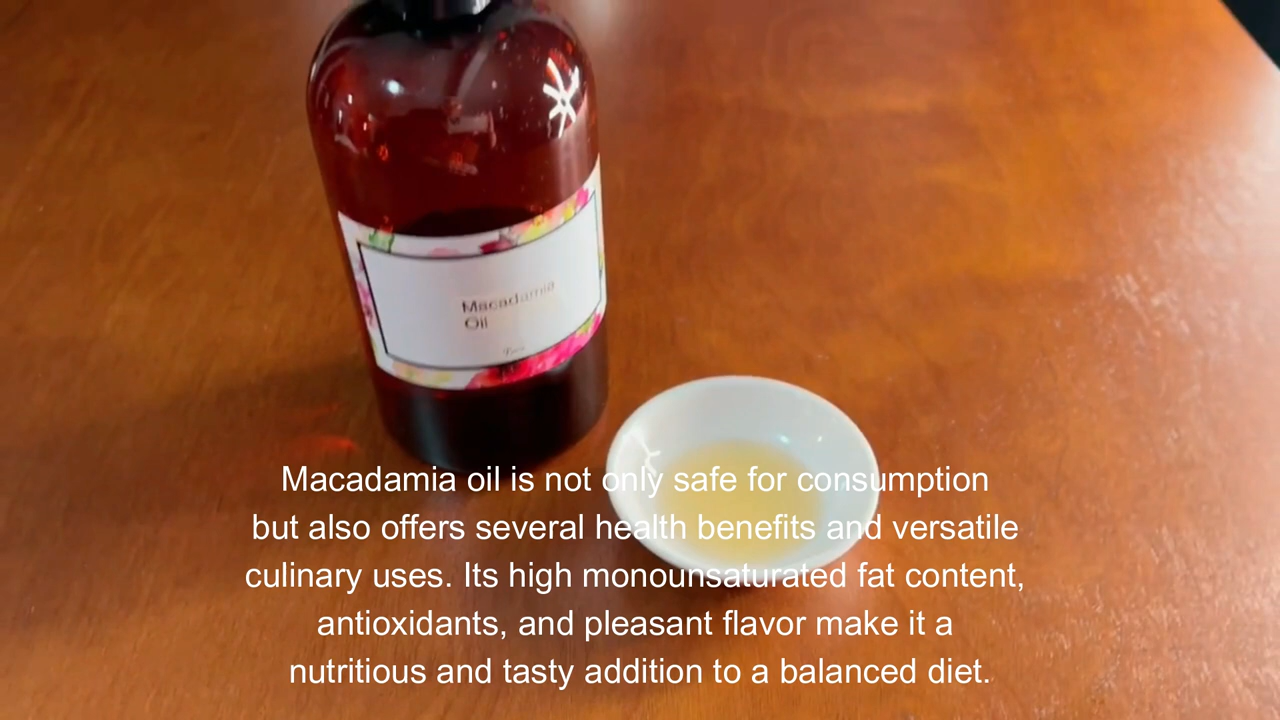 Macadamia
Oil
Macadamia oil is not only safe for consumption
but also offers several health benefits and versatile
culinary uses. Its high monounsaturated fat content,
antioxidants, and pleasant flavor make it a
nutritious and tasty addition to a balanced diet.